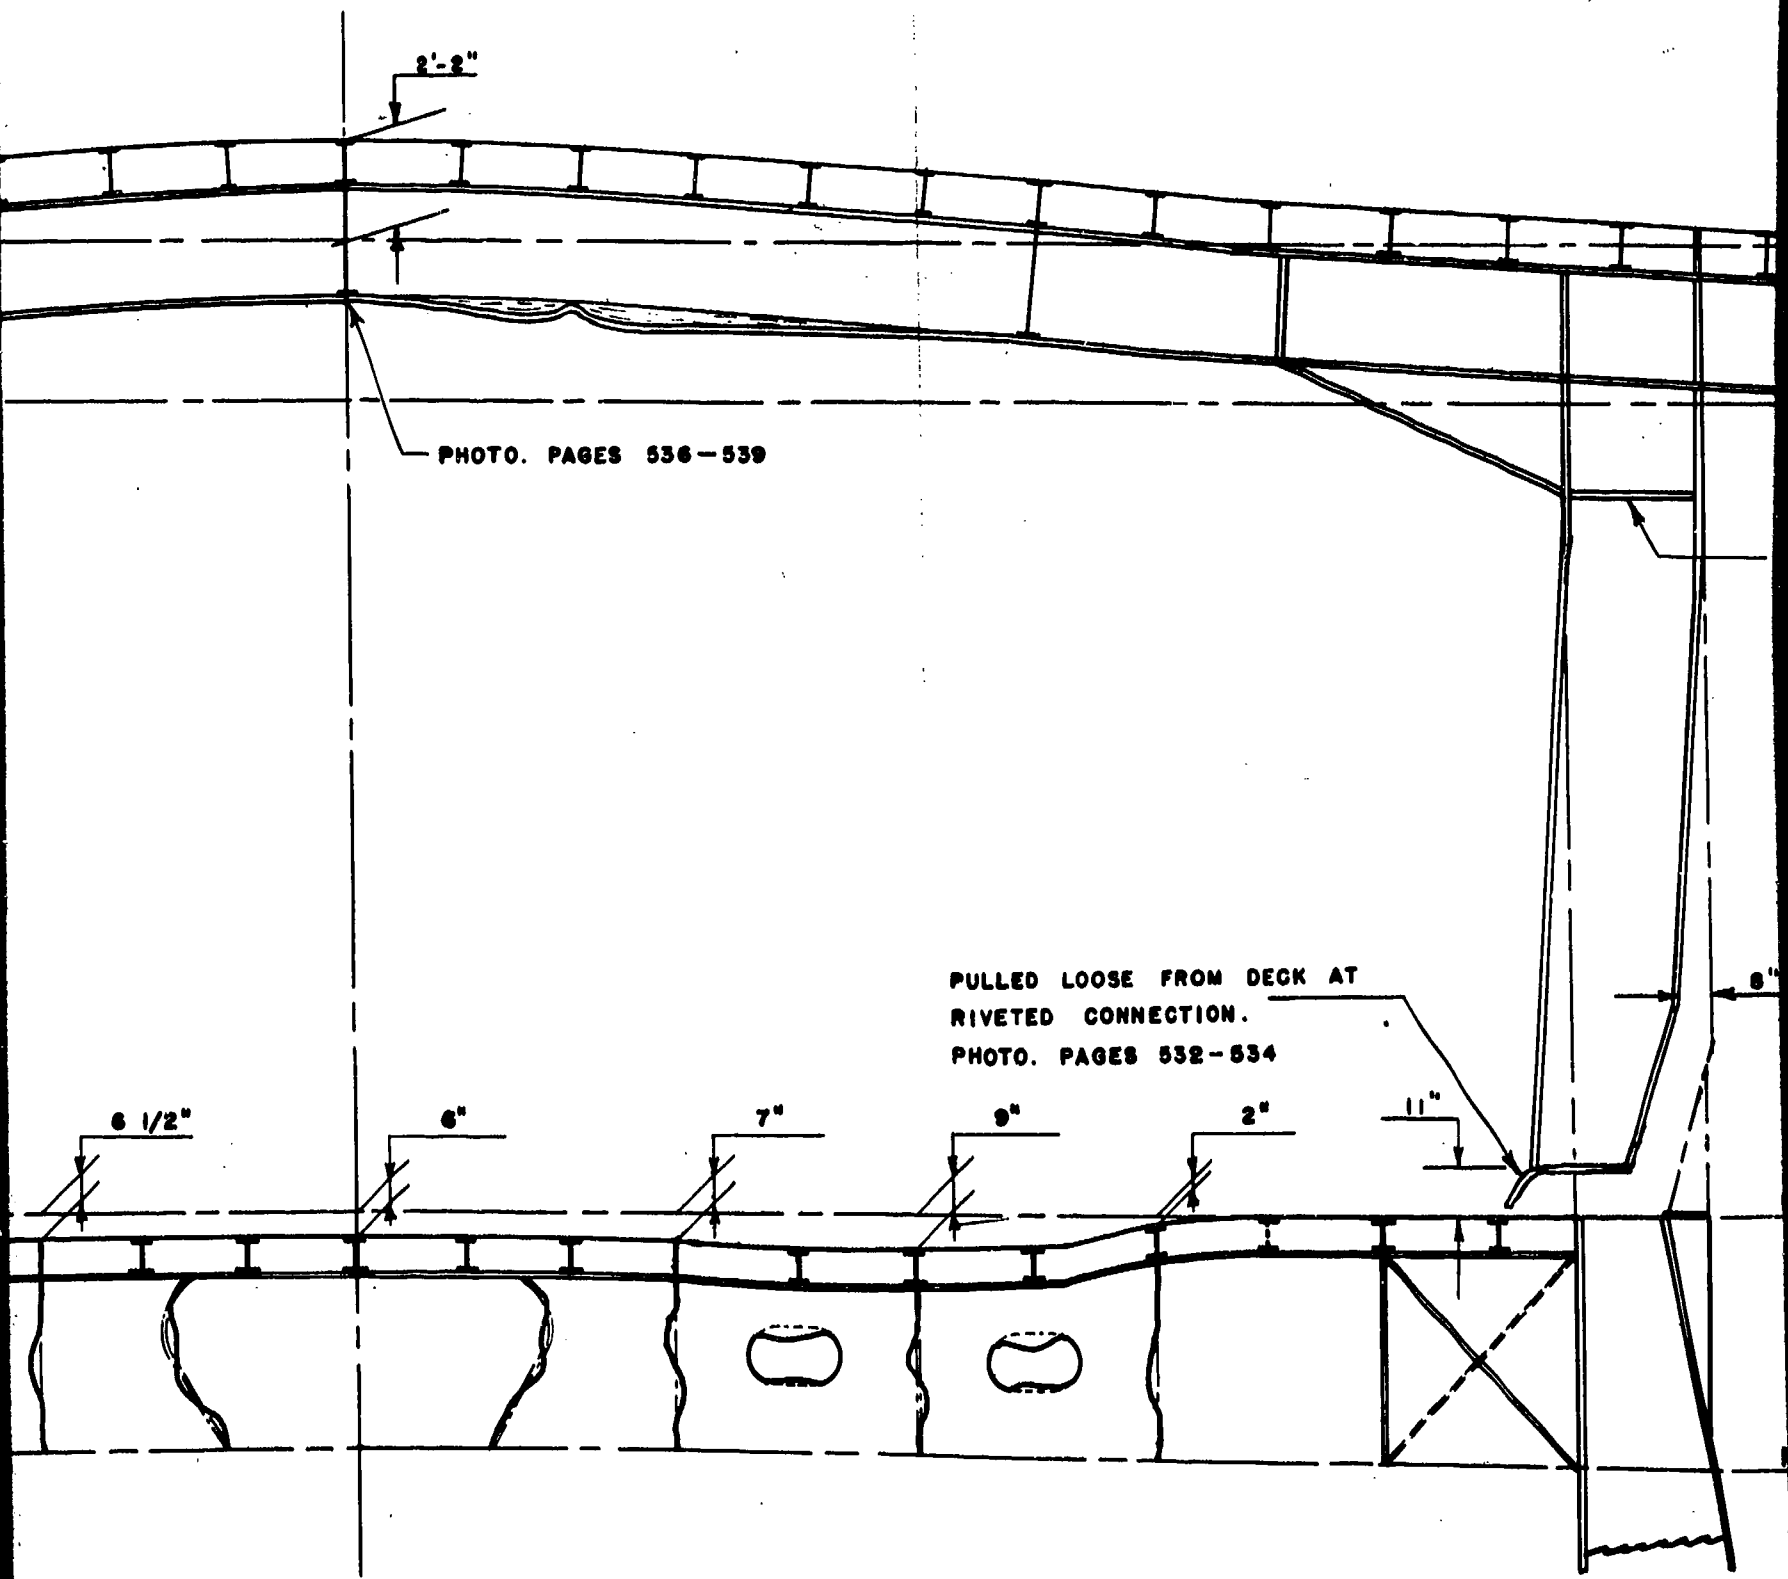 2'-2"
PHOTO. PAGES 536-539
PULLED LOOSE FROM DECK AT
RIVETED CONNECTION.
PHOTO. PAGES 532-534
8"
6 1/2"
6"
7"
9"
2"
11"